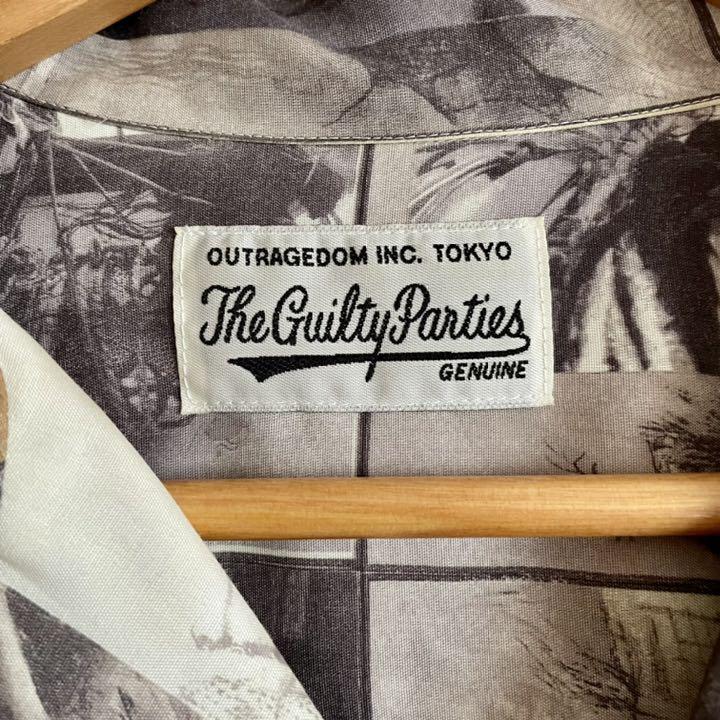 OUTRAGEDOM INC. TOKYO
The Guilty Parties
GENUINE